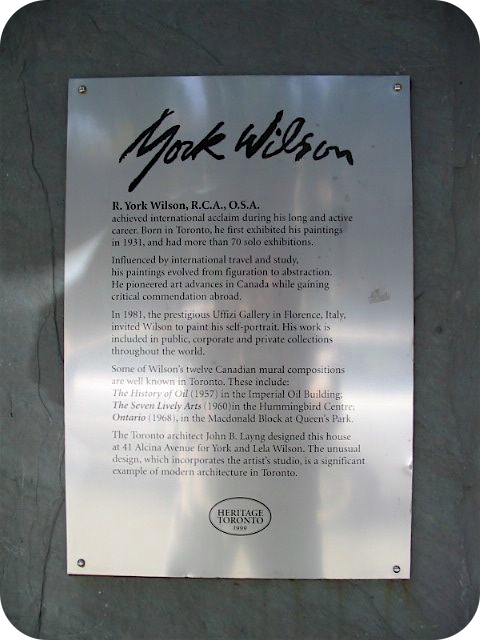 York Wilson
R. York Wilson, R.C.A., O.S.A.
achieved international acclaim during his long and active
career. Born in Toronto, he first exhibited his paintings
in 1931, and had more than 70 solo exhibitions.
Influenced by international travel and study,
his paintings evolved from figuration to abstraction.
He pioneered art advances in Canada while gaining
critical commendation abroad.
In 1981, the prestigious Uffizi Gallery in Florence, Italy,
invited Wilson to paint his self-portrait. His work is
included in public, corporate and private collections
throughout the world.
Some of Wilson's twelve Canadian mural compositions
are well known in Toronto. These include:
The History of Oil (1957) in the Imperial Oil Building;
The Seven Lively Arts (1960)in the Hummingbird Centre;
Ontario (1968), in the Macdonald Block at Queen's Park.
The Toronto architect John B. Layng designed this house
at 41 Alcina Avenue for York and Lela Wilson. The unusual
design, which incorporates the artist's studio, is a significant
example of modern architecture in Toronto.
HERITAGE
TORONTO
1999